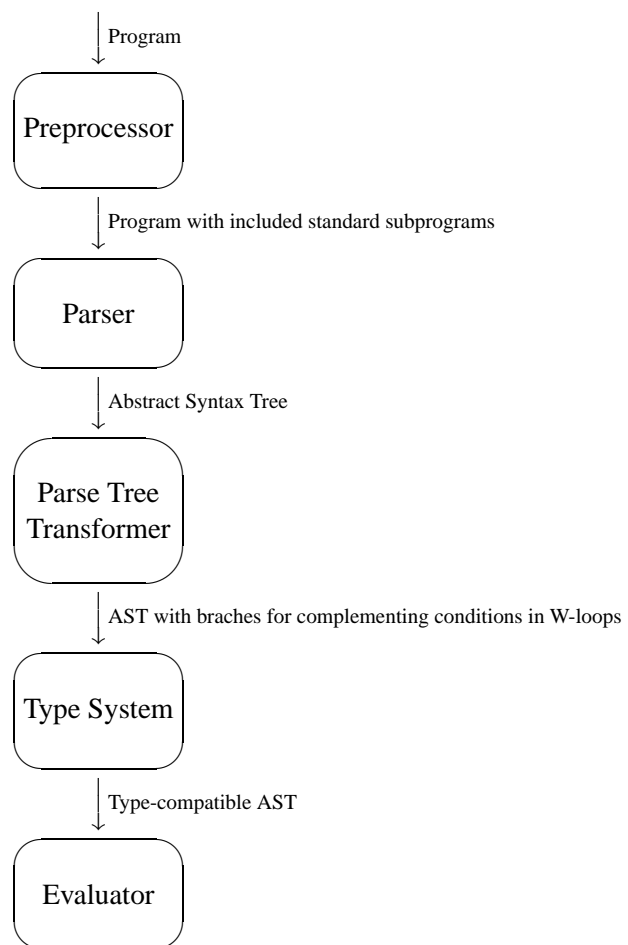 Program
Preprocessor
Program with included standard subprograms
Parser
Abstract Syntax Tree
Parse Tree
Transformer
AST with braches for complementing conditions in W-loops
Type System
Type-compatible AST
Evaluator